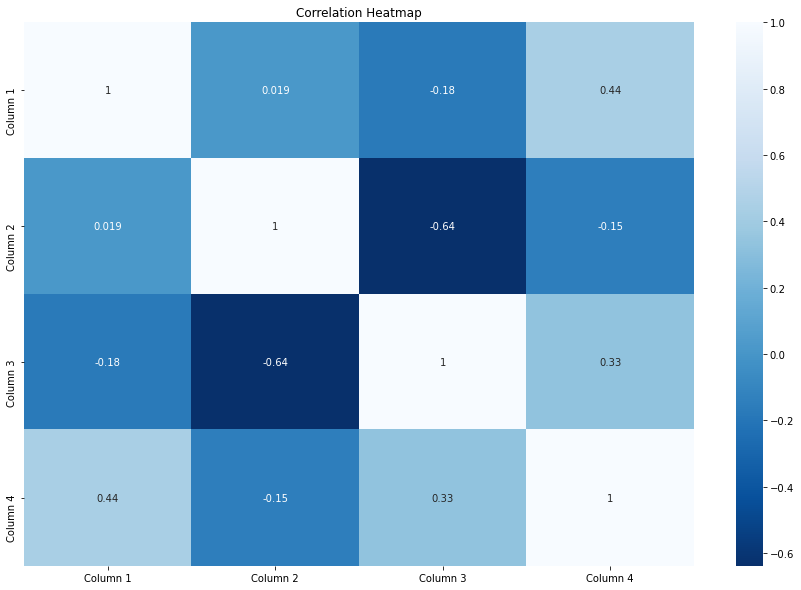 Correlation Heatmap
Column 1
1
0.019
-0.18
0.44
Column 2
0.019
1
-0.64
-0.15
Column 3
-0.18
-0.64
1
0.33
Column 4
0.44
-0.15
0.33
1
Column 1
Column 2
Column 3
Column 4
1.0
0.8
0.6
0.4
0.2
0.0
−0.2
−0.4
−0.6